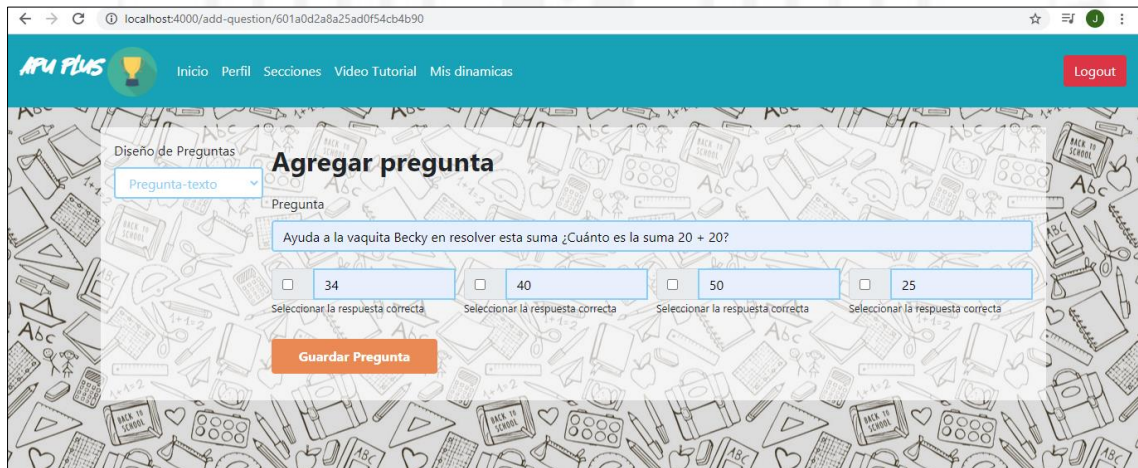 localhost:4000/add-question/601a0d2a8a25ad0f54cb4b90
J
APU PLUS Inicio Perfil Secciones Video Tutorial Mis dinamicas Logout
Diseño de Preguntas
Pregunta-texto
Agregar pregunta
Pregunta
Ayuda a la vaquita Becky en resolver esta suma ¿Cuánto es la suma 20 + 20?
34 40 50 25
Seleccionar la respuesta correcta Seleccionar la respuesta correcta Seleccionar la respuesta correcta Seleccionar la respuesta correcta
Guardar Pregunta